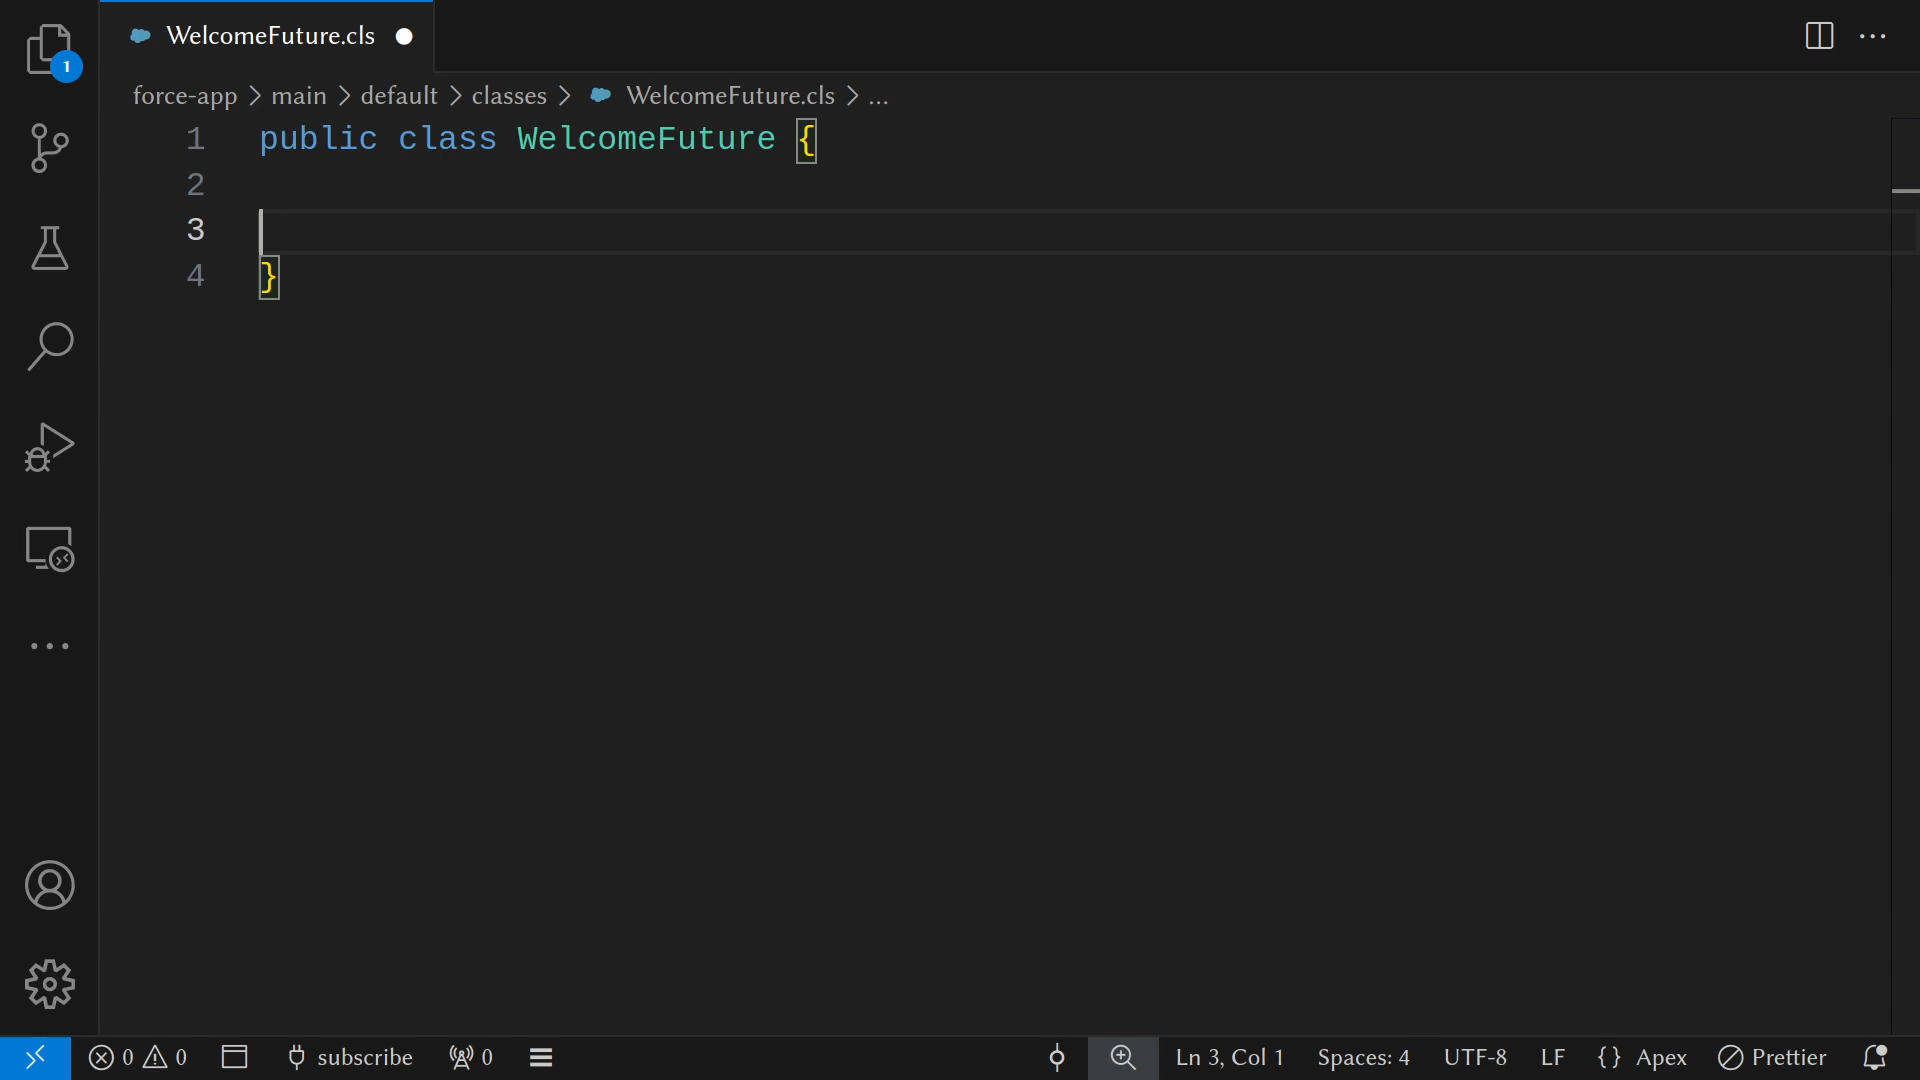 WelcomeFuture.cls
1
force-app > main > default > classes > WelcomeFuture.cls > ...
1 public class WelcomeFuture {
2
3
4 }
0 0 subscribe 0 Ln 3, Col 1 Spaces: 4 UTF-8 LF {} Apex Prettier